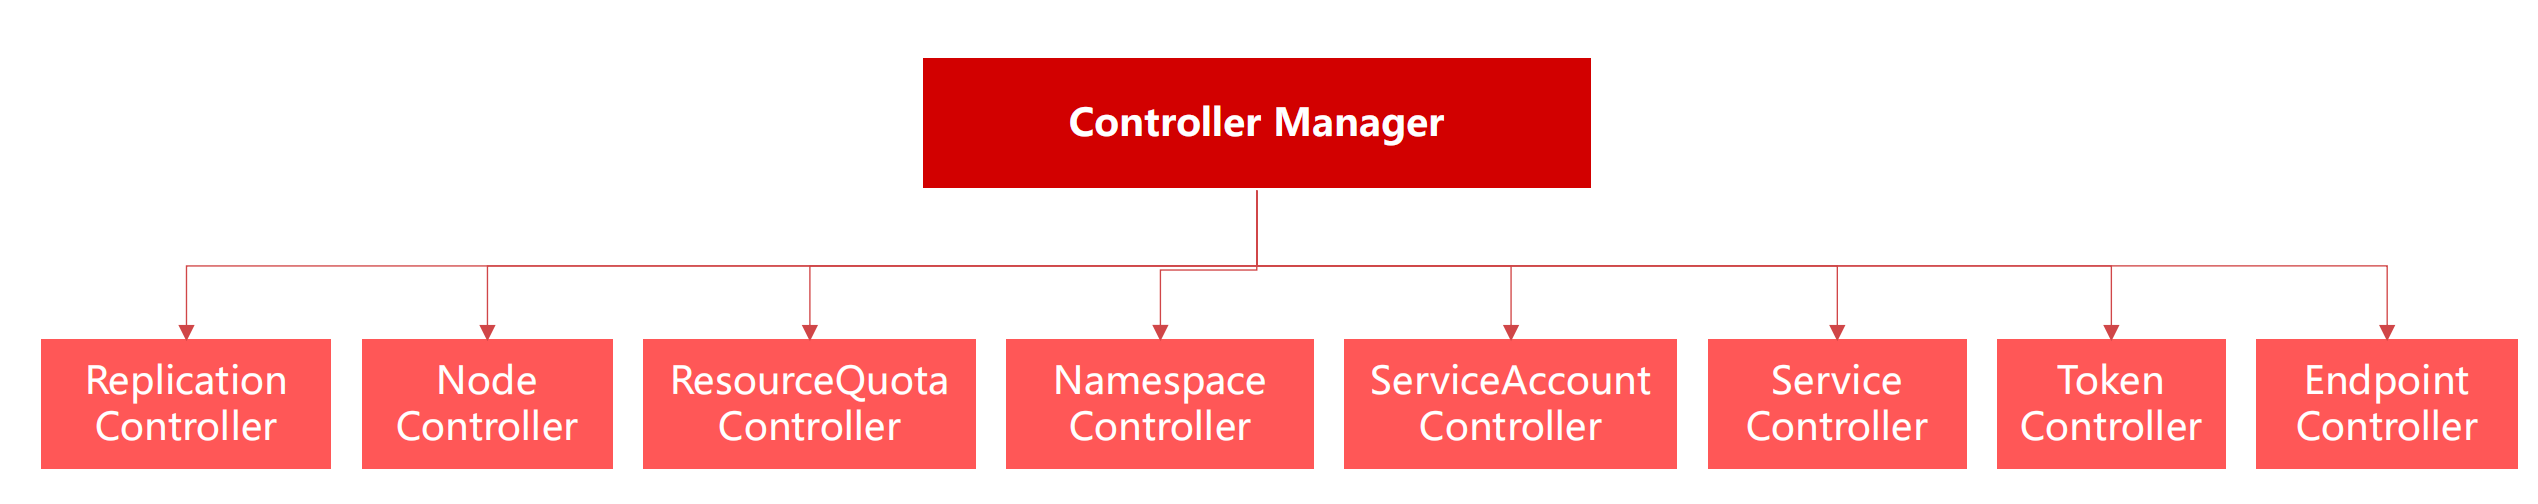 Controller Manager
Replication
Controller
Node
Controller
ResourceQuota
Controller
Namespace
Controller
ServiceAccount
Controller
Service
Controller
Token
Controller
Endpoint
Controller